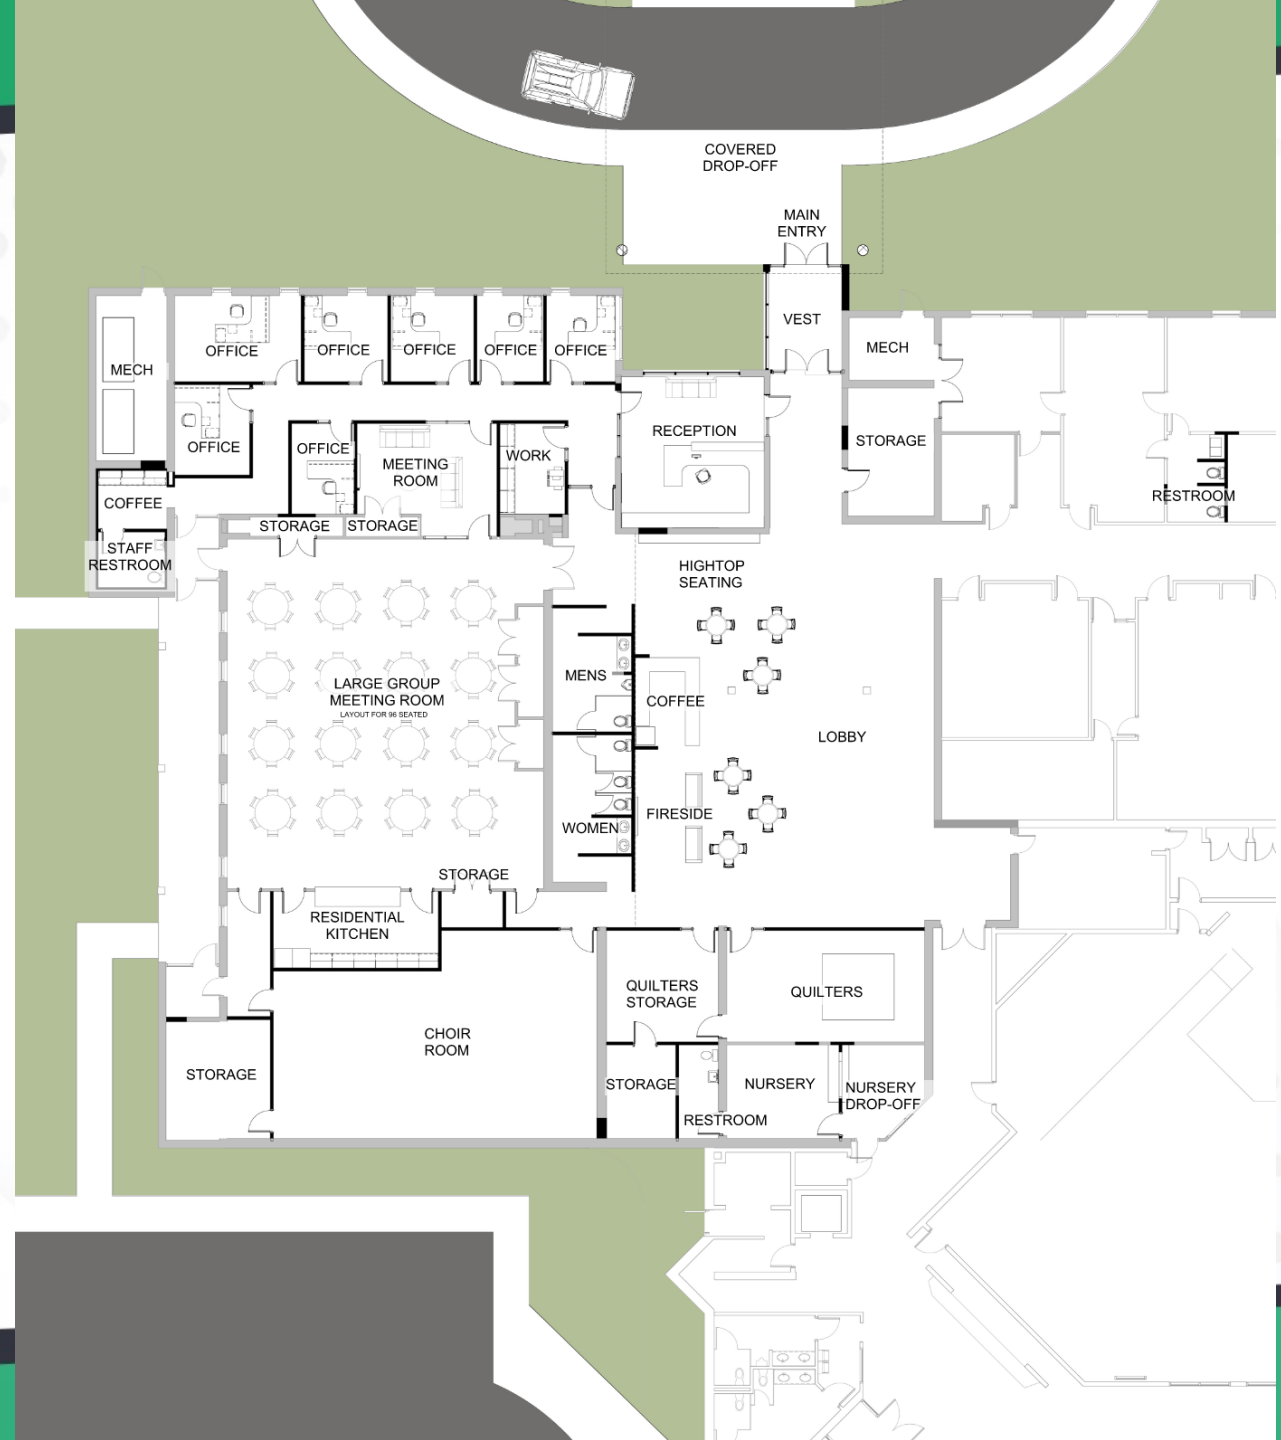 COVERED
DROP-OFF
MAIN
ENTRY
VEST
MECH
OFFICE
OFFICE
OFFICE
OFFICE
OFFICE
MECH
RECEPTION
STORAGE
OFFICE
OFFICE
MEETING
ROOM
WORK
COFFEE
RESTROOM
STORAGE
STORAGE
STAFF
RESTROOM
HIGHTOP
SEATING
MENS
LARGE GROUP
MEETING ROOM
LAYOUT FOR 96 SEATED
COFFEE
LOBBY
FIRESIDE
WOMEN
STORAGE
RESIDENTIAL
KITCHEN
QUILTERS
STORAGE
QUILTERS
CHOIR
ROOM
STORAGE
STORAGE
NURSERY
NURSERY
DROP-OFF
RESTROOM